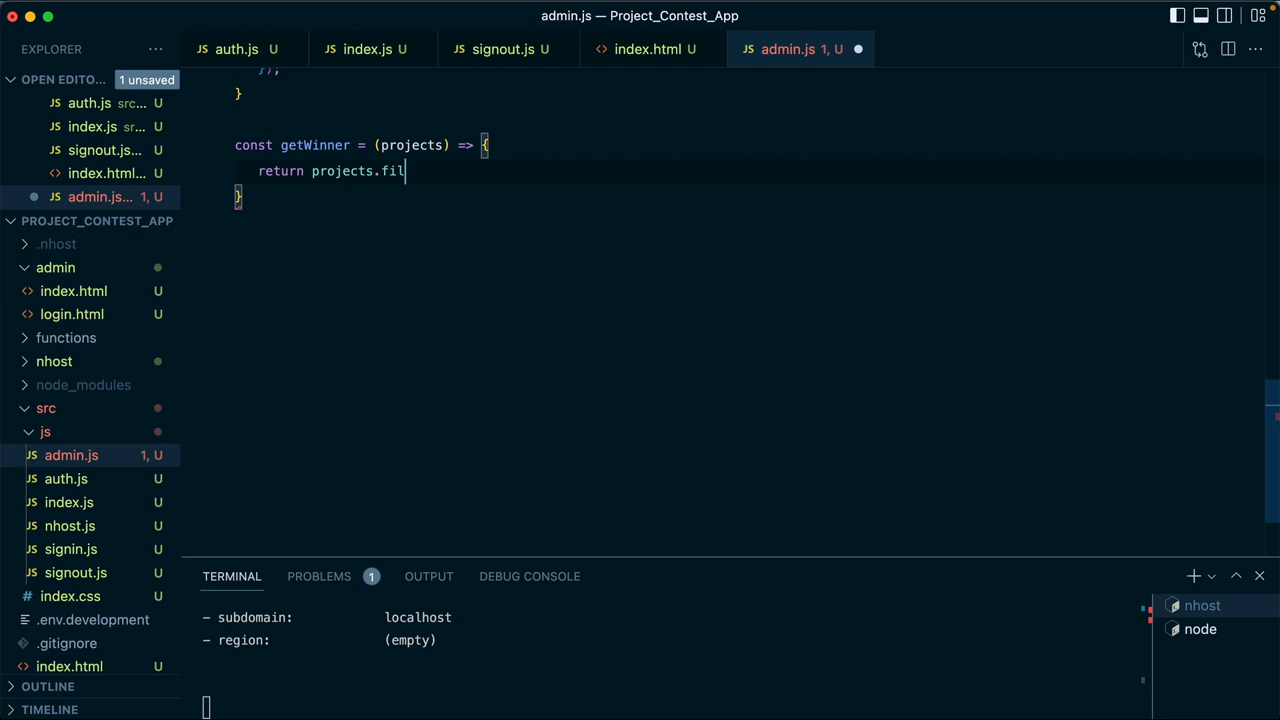 admin.js — Project_Contest_App
EXPLORER
JS auth.js U
JS index.js U
JS signout.js U
<> index.html U
JS admin.js 1, U
OPEN EDITO... 1 unsaved
JS auth.js src... U
JS index.js sr... U
JS signout.js... U
<> index.html... U
JS admin.js... 1, U
PROJECT_CONTEST_APP
.nhost
admin
<> index.html U
<> login.html U
functions
nhost
node_modules
src
js
JS admin.js 1, U
JS auth.js U
JS index.js U
JS nhost.js U
JS signin.js U
JS signout.js U
# index.css U
.env.development U
.gitignore U
<> index.html U
OUTLINE
TIMELINE
});
}
const getWinner = (projects) => {
return projects.fil
}
TERMINAL PROBLEMS 1 OUTPUT DEBUG CONSOLE
- subdomain: localhost
- region: (empty)
nhost
node